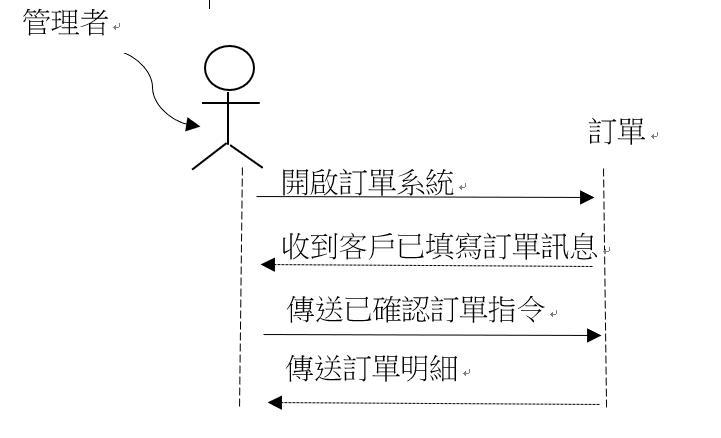 管理者
訂單
開啟訂單系統
收到客戶已填寫訂單訊息
傳送已確認訂單指令
傳送訂單明細